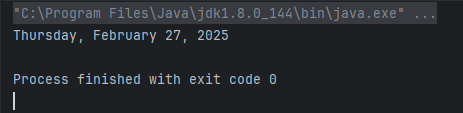 "C:\Program Files\Java\jdk1.8.0_144\bin\java.exe" ...
Thursday, February 27, 2025
Process finished with exit code 0